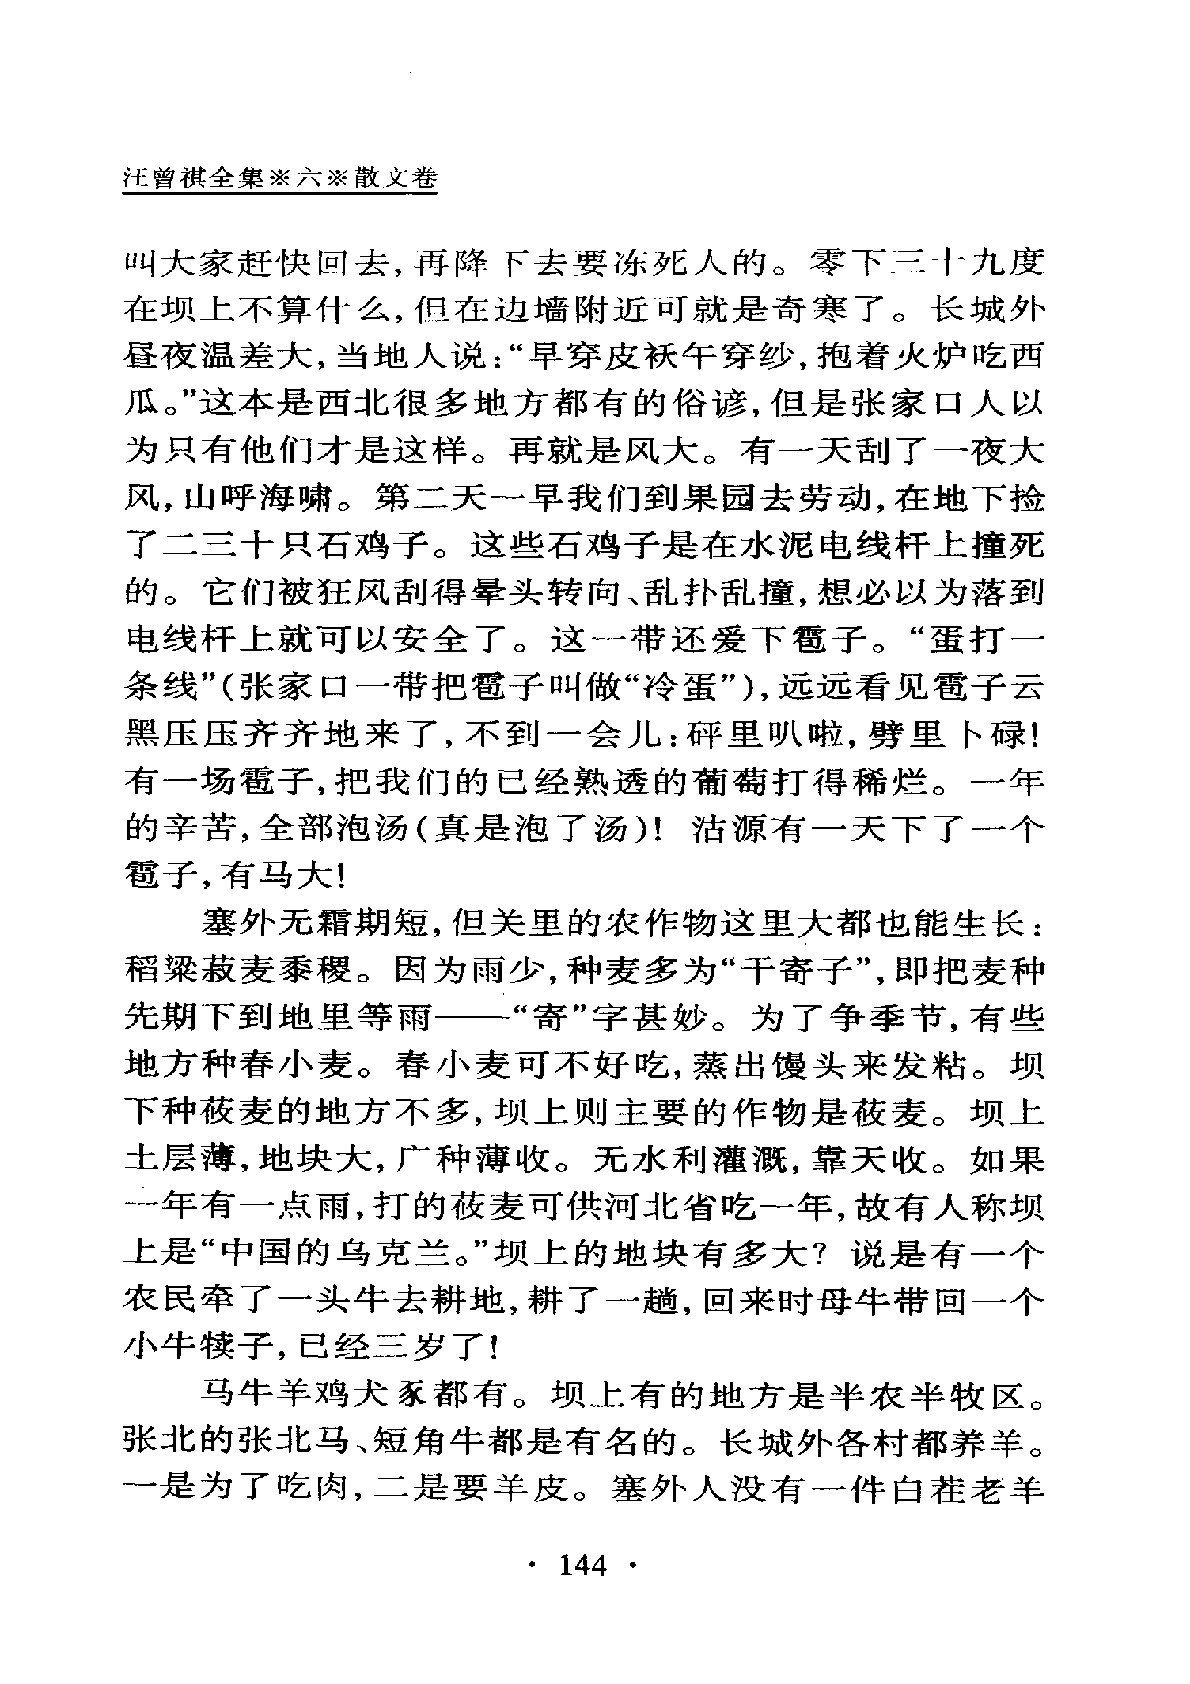 汪曾祺全集※六※散文卷
叫大家赶快回去,再降下去要冻死人的。零下三十九度
在坝上不算什么,但在边墙附近可就是奇寒了。长城外
昼夜温差大,当地人说:“早穿皮袄午穿纱,抱着火炉吃西
瓜。”这本是西北很多地方都有的俗谚,但是张家口人以
为只有他们才是这样。再就是风大。有一天刮了一夜大
风,山呼海啸。第二天一早我们到果园去劳动,在地下捡
了二三十只石鸡子。这些石鸡子是在水泥电线杆上撞死
的。它们被狂风刮得晕头转向、乱扑乱撞,想必以为落到
电线杆上就可以安全了。这一带还爱下雹子。“蛋打一
条线”(张家口一带把雹子叫做“冷蛋”),远远看见雹子云
黑压压齐齐地来了,不到一会儿:砰里叭啦,劈里卜碌!
有一场雹子,把我们的已经熟透的葡萄打得稀烂。一年
的辛苦,全部泡汤(真是泡了汤)! 沽源有一天下了一个
雹子,有马大!
塞外无霜期短,但关里的农作物这里大都也能生长:
稻粱菽麦黍稷。因为雨少,种麦多为“干寄子”,即把麦种
先期下到地里等雨——“寄”字甚妙。为了争季节,有些
地方种春小麦。春小麦可不好吃,蒸出馒头来发粘。坝
下种莜麦的地方不多,坝上则主要的作物是莜麦。坝上
土层薄,地块大,广种薄收。无水利灌溉,靠天收。如果
一年有一点雨,打的莜麦可供河北省吃一年,故有人称坝
上是“中国的乌克兰。”坝上的地块有多大? 说是有一个
农民牵了一头牛去耕地,耕了一趟,回来时母牛带回一个
小牛犊子,已经三岁了!
马牛羊鸡犬豕都有。坝上有的地方是半农半牧区。
张北的张北马、短角牛都是有名的。长城外各村都养羊。
一是为了吃肉,二是要羊皮。塞外人没有一件白茬老羊
· 144 ·